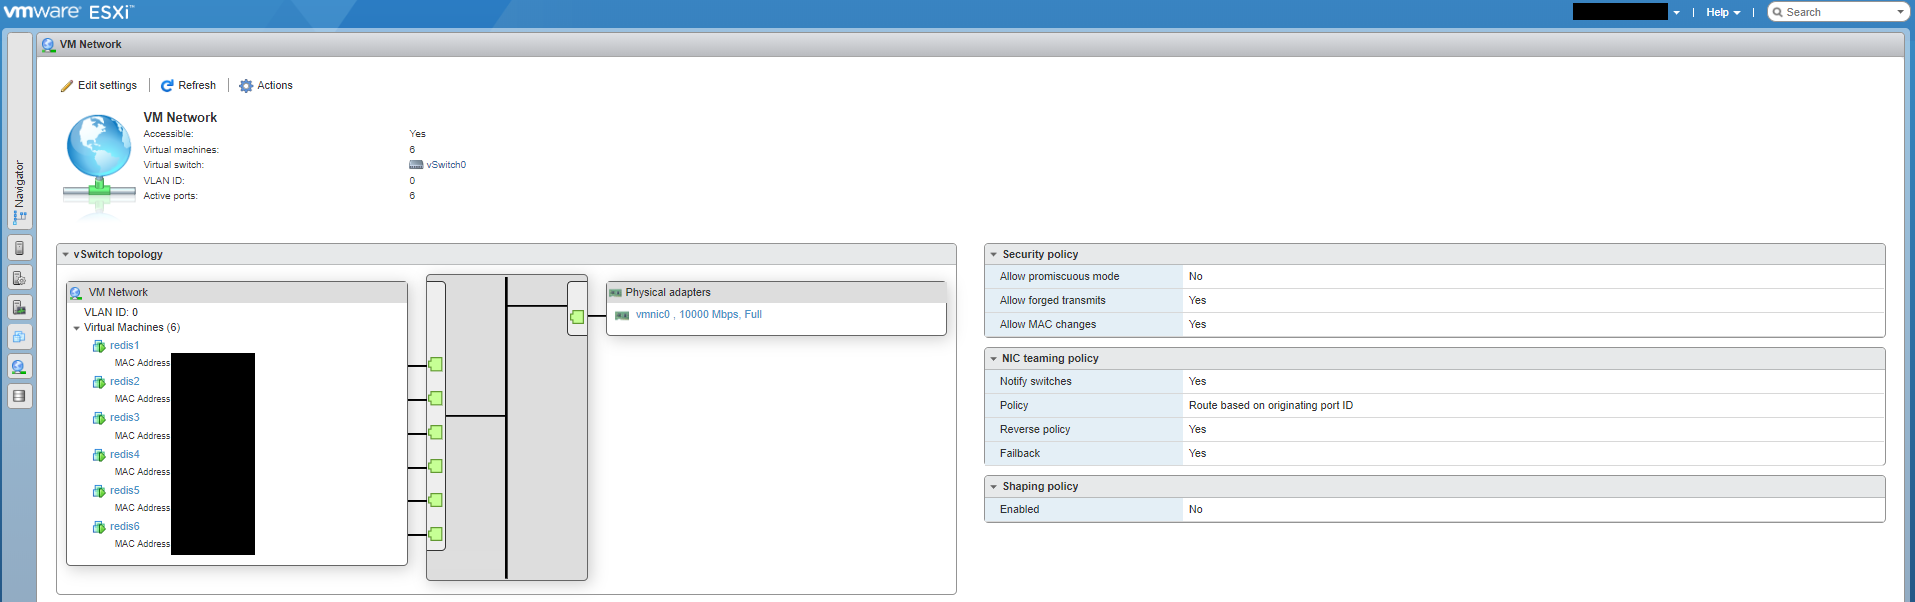 vmware ESXi™
Help
Search
Navigator
VM Network
Edit settings
Refresh
Actions
VM Network
Accessible: Yes
Virtual machines: 6
Virtual switch: vSwitch0
VLAN ID: 0
Active ports: 6
vSwitch topology
VM Network
VLAN ID: 0
Virtual Machines (6)
redis1
MAC Address
redis2
MAC Address
redis3
MAC Address
redis4
MAC Address
redis5
MAC Address
redis6
MAC Address
Physical adapters
vmnic0 , 10000 Mbps, Full
Security policy
Allow promiscuous mode No
Allow forged transmits Yes
Allow MAC changes Yes
NIC teaming policy
Notify switches Yes
Policy Route based on originating port ID
Reverse policy Yes
Failback Yes
Shaping policy
Enabled No